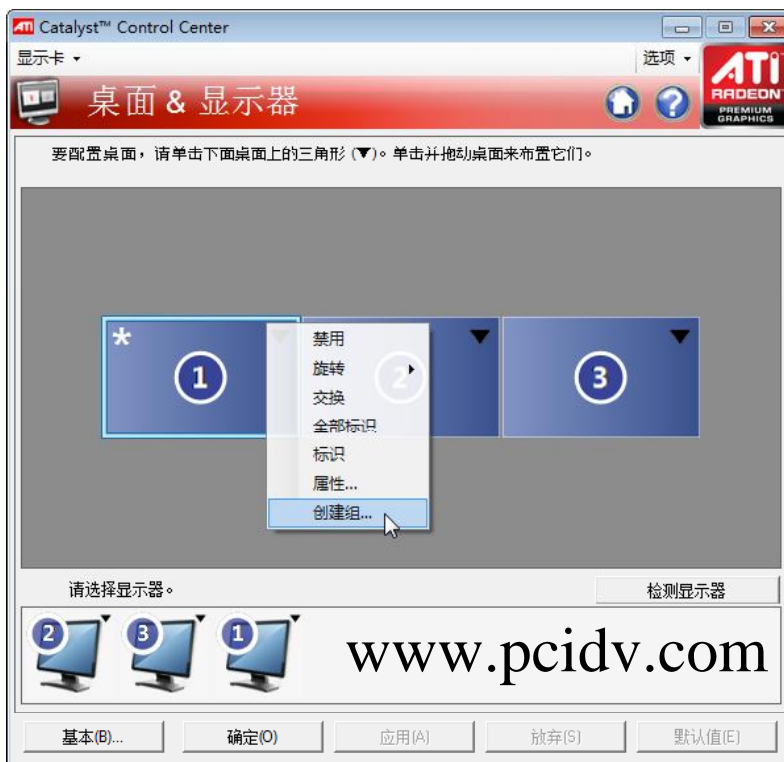 ATI Catalyst™ Control Center
显示卡 ▼
选项 ▼
ATI
RADEON
PREMIUM
GRAPHICS
桌面 & 显示器
?
要配置桌面，请单击下面桌面上的三角形 (▼)。单击并拖动桌面来布置它们。
* 1
2
3
禁用
旋转
交换
全部标识
标识
属性...
创建组...
请选择显示器。
检测显示器
2 3 1
www.pcidv.com
基本(B)... 确定(O) 应用(A) 放弃(S) 默认值(E)